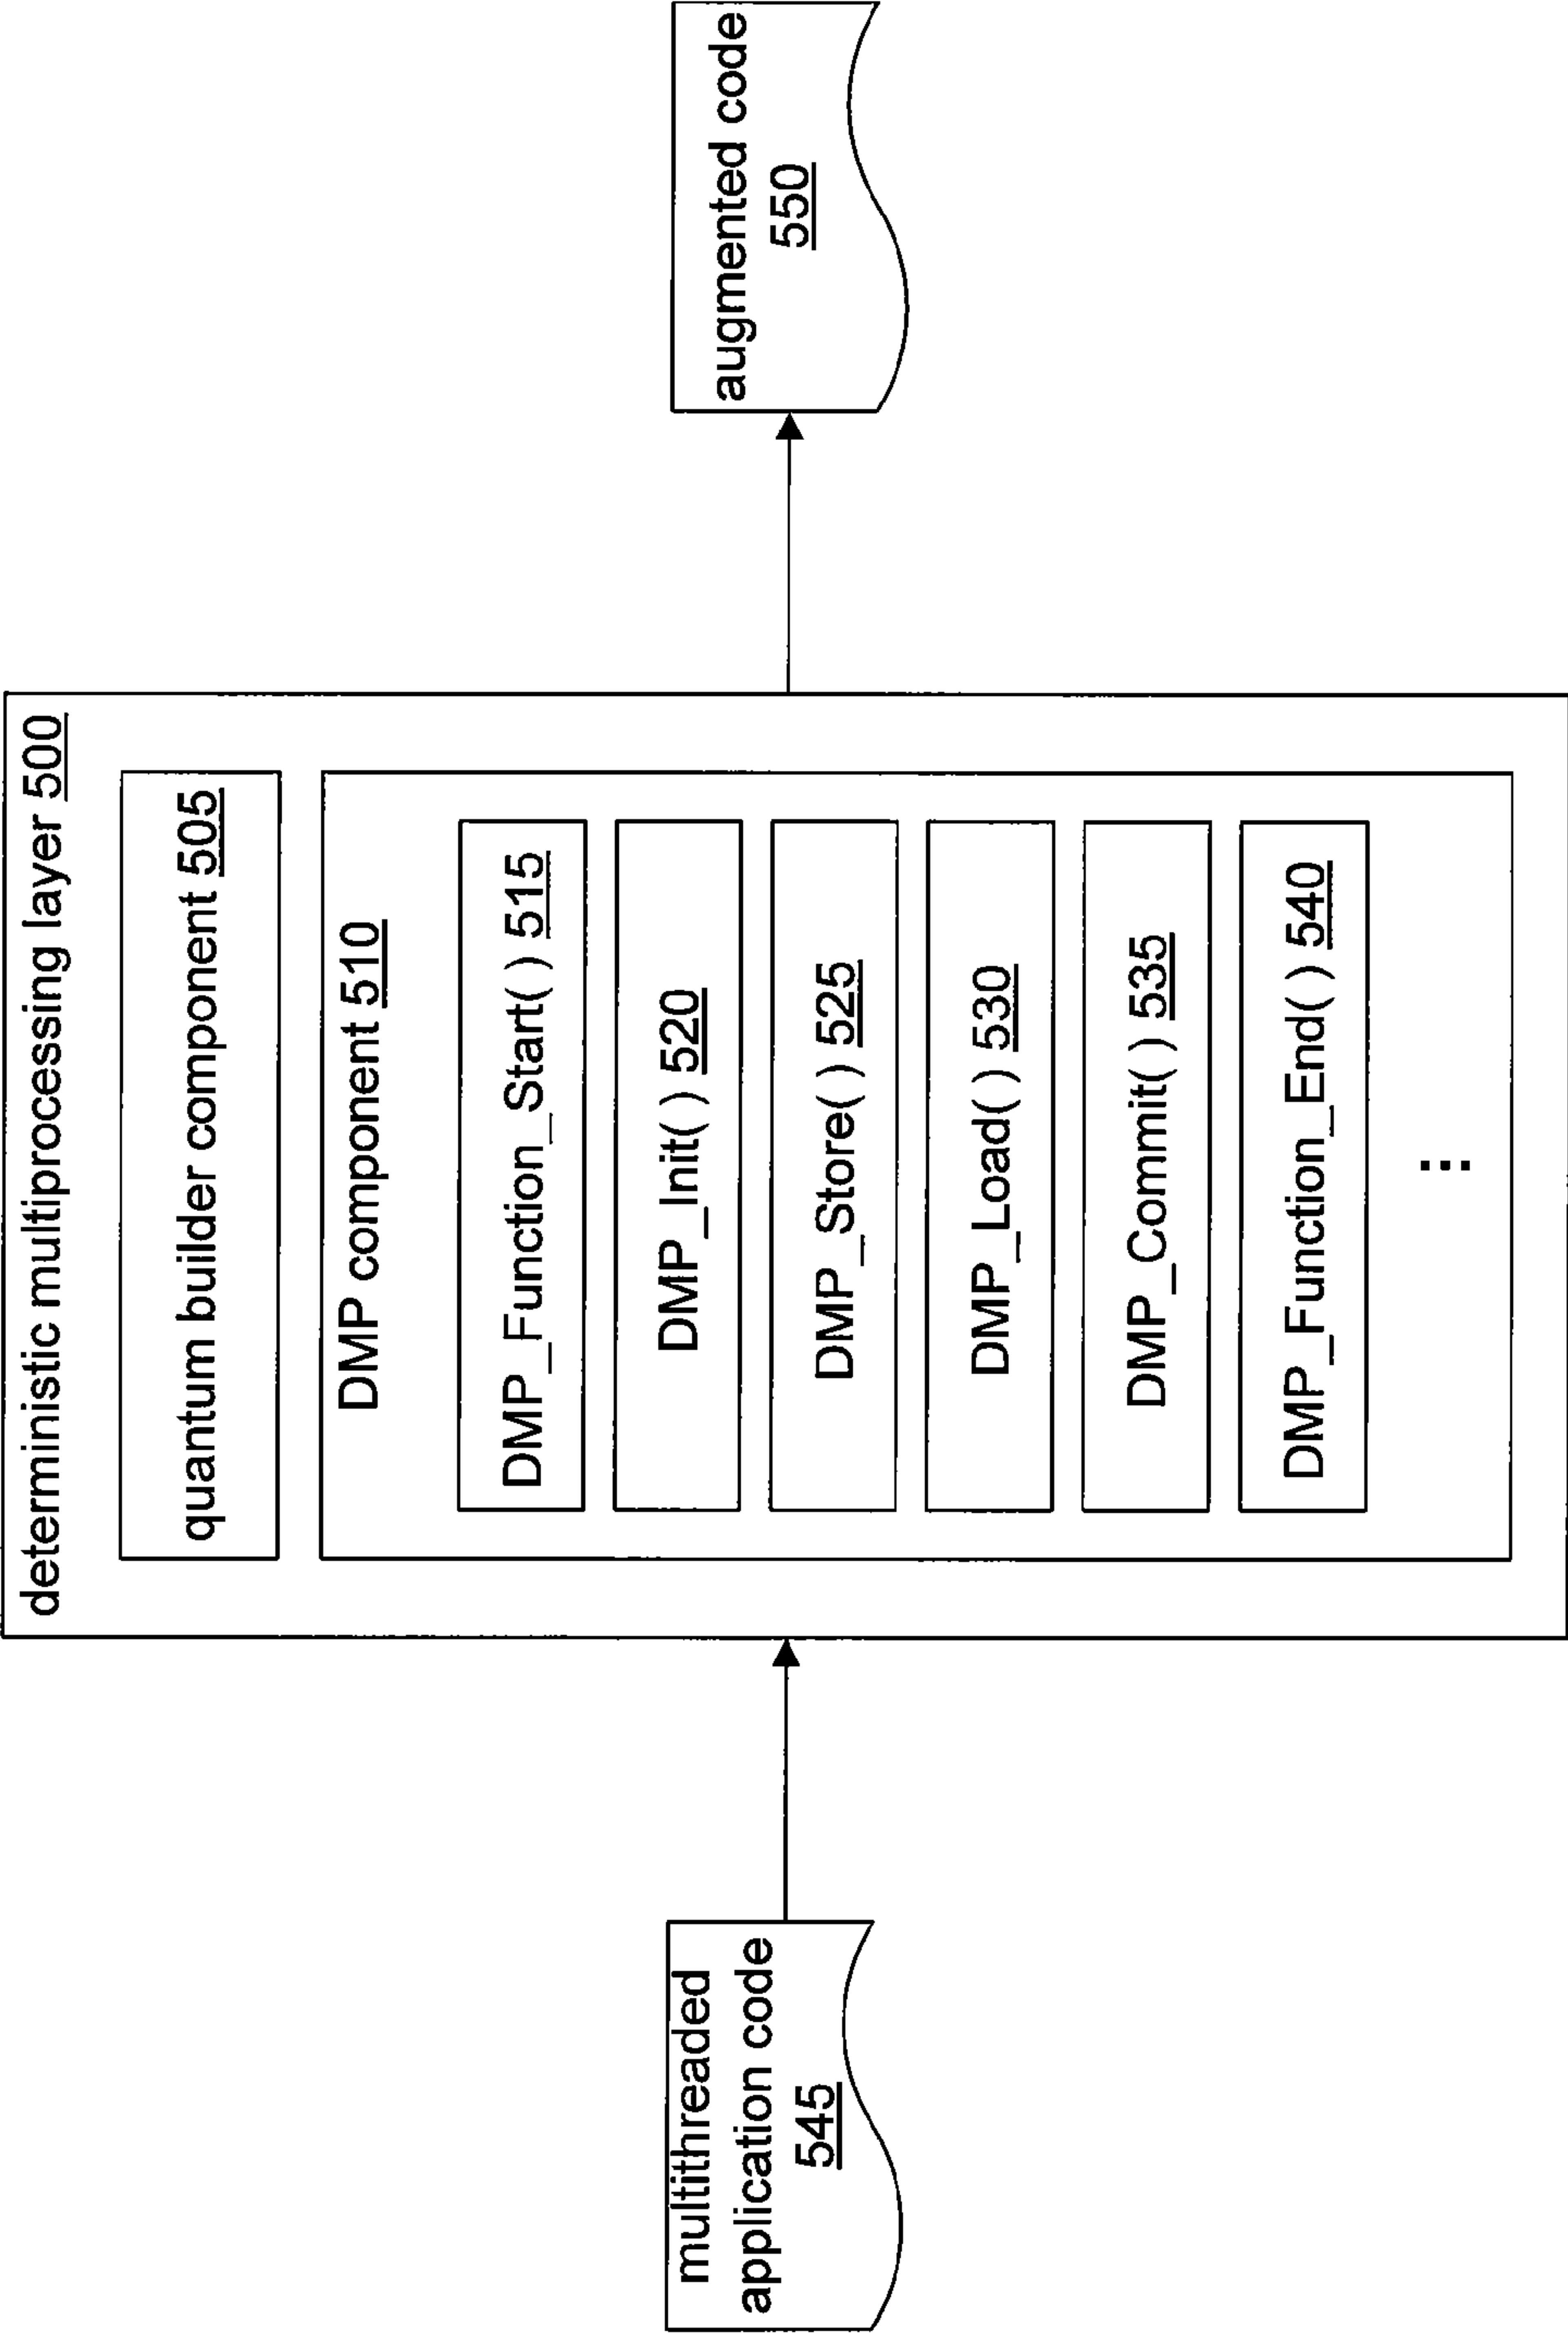 multithreaded
application code
545
deterministic multiprocessing layer 500
quantum builder component 505
DMP component 510
DMP_Function_Start( ) 515
DMP_Init( ) 520
DMP_Store( ) 525
DMP_Load( ) 530
DMP_Commit( ) 535
DMP_Function_End( ) 540
...
augmented code
550